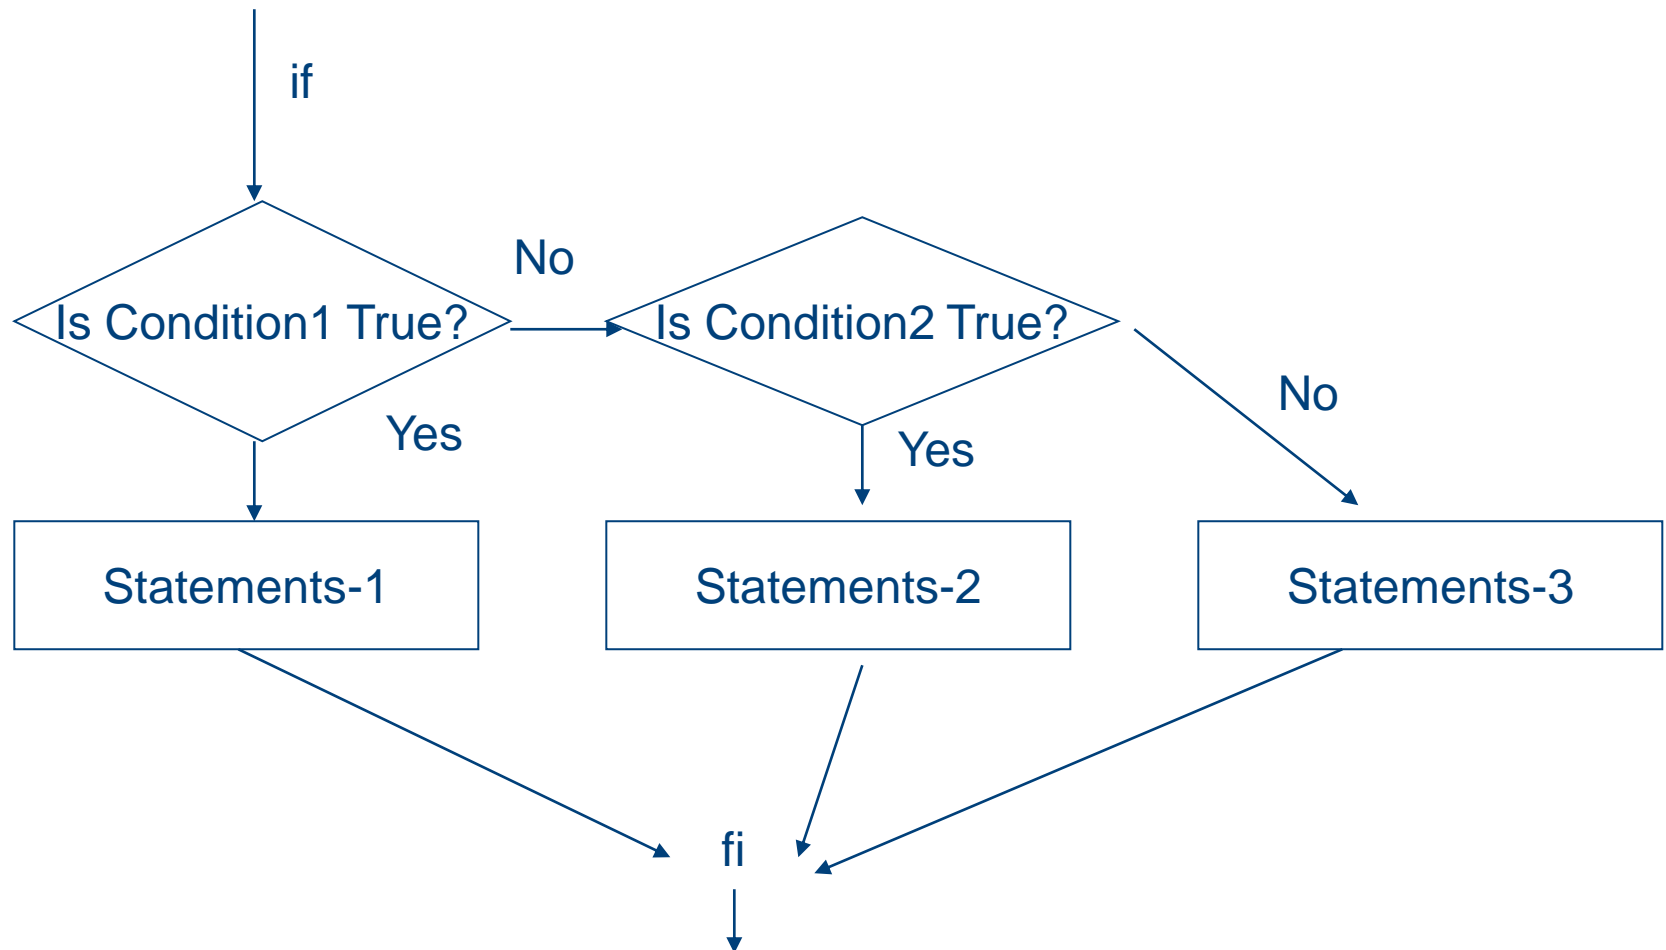 if
No
Is Condition1 True?
Is Condition2 True?
No
Yes
Yes
Statements-1
Statements-2
Statements-3
fi